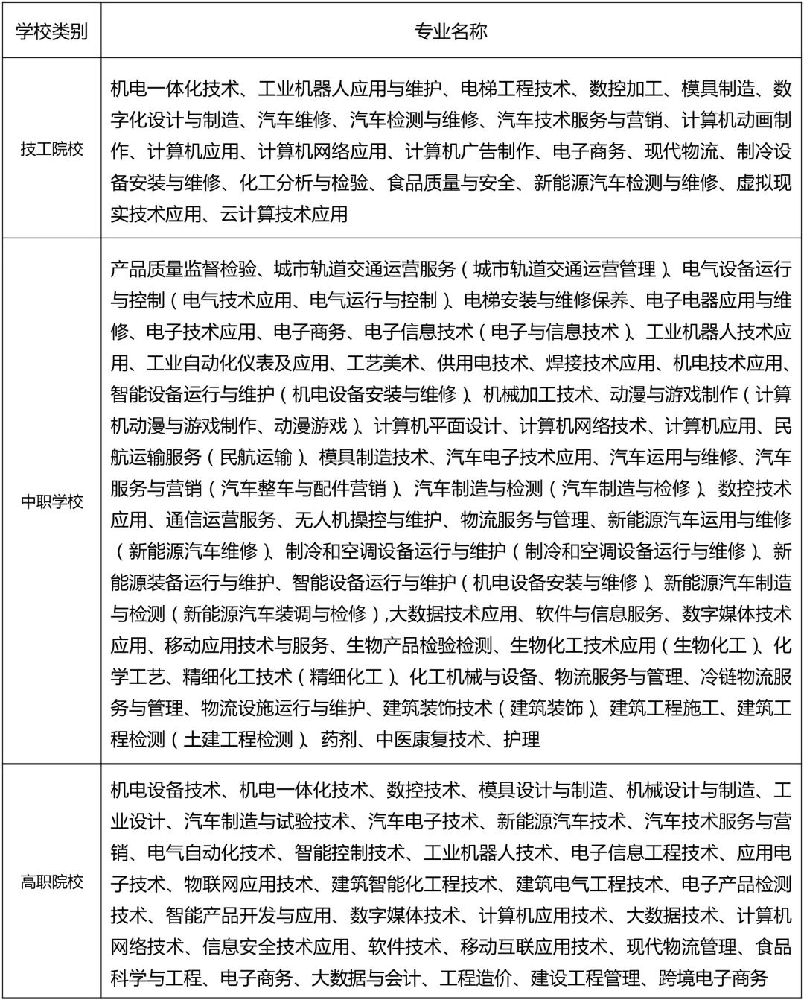 学校类别 专业名称
技工院校
机电一体化技术、工业机器人应用与维护、电梯工程技术、数控加工、模具制造、数
字化设计与制造、汽车维修、汽车检测与维修、汽车技术服务与营销、计算机动画制
作、计算机应用、计算机网络应用、计算机广告制作、电子商务、现代物流、制冷设
备安装与维修、化工分析与检验、食品质量与安全、新能源汽车检测与维修、虚拟现
实技术应用、云计算技术应用
中职学校
产品质量监督检验、城市轨道交通运营服务（城市轨道交通运营管理）、电气设备运行
与控制（电气技术应用、电气运行与控制）、电梯安装与维修保养、电子电器应用与维
修、电子技术应用、电子商务、电子信息技术（电子与信息技术）、工业机器人技术应
用、工业自动化仪表及应用、工艺美术、供用电技术、焊接技术应用、机电技术应用、
智能设备运行与维护（机电设备安装与维修）、机械加工技术、动漫与游戏制作（计算
机动漫与游戏制作、动漫游戏）、计算机平面设计、计算机网络技术、计算机应用、民
航运输服务（民航运输）、模具制造技术、汽车电子技术应用、汽车运用与维修、汽车
服务与营销（汽车整车与配件营销）、汽车制造与检测（汽车制造与检修）、数控技术
应用、通信运营服务、无人机操控与维护、物流服务与管理、新能源汽车运用与维修
（新能源汽车维修）、制冷和空调设备运行与维护（制冷和空调设备运行与维修）、新
能源装备运行与维护、智能设备运行与维护（机电设备安装与维修）、新能源汽车制造
与检测（新能源汽车装调与检修）,大数据技术应用、软件与信息服务、数字媒体技术
应用、移动应用技术与服务、生物产品检验检测、生物化工技术应用（生物化工）、化
学工艺、精细化工技术（精细化工）、化工机械与设备、物流服务与管理、冷链物流服
务与管理、物流设施运行与维护、建筑装饰技术（建筑装饰）、建筑工程施工、建筑工
程检测（土建工程检测）、药剂、中医康复技术、护理
高职院校
机电设备技术、机电一体化技术、数控技术、模具设计与制造、机械设计与制造、工
业设计、汽车制造与试验技术、汽车电子技术、新能源汽车技术、汽车技术服务与营
销、电气自动化技术、智能控制技术、工业机器人技术、电子信息工程技术、应用电
子技术、物联网应用技术、建筑智能化工程技术、建筑电气工程技术、电子产品检测
技术、智能产品开发与应用、数字媒体技术、计算机应用技术、大数据技术、计算机
网络技术、信息安全技术应用、软件技术、移动互联应用技术、现代物流管理、食品
科学与工程、电子商务、大数据与会计、工程造价、建设工程管理、跨境电子商务